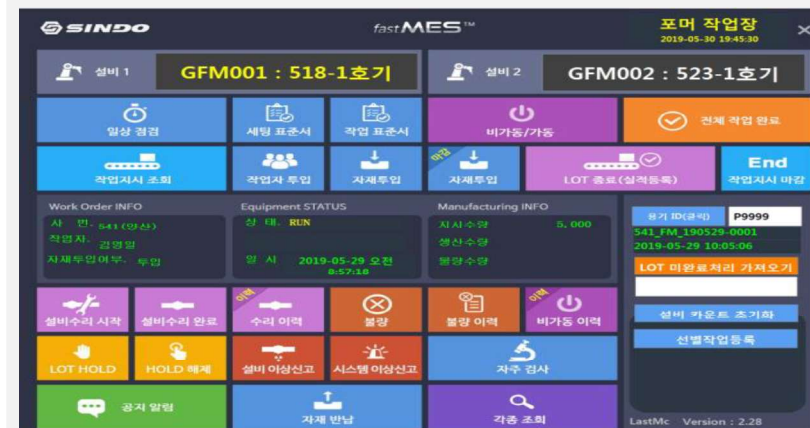 SINDO
fastMES™
포머 작업장
2019-05-30 19:45:30
설비 1
GFM001 : 518-1호기
설비 2
GFM002 : 523-1호기
일상 점검
세팅 표준서
작업 표준서
비가동/가동
전체 작업 완료
작업지시 조회
작업자 투입
자재투입
마감
자재투입
LOT 종료(실적등록)
End
작업지시 마감
Work Order INFO
사 번. 541 (양산)
작업자. 김영일
자재투입여부. 투입
Equipment STATUS
상 태. RUN
일 시 2019-05-29 오전
8:57:18
Manufacturing INFO
지시수량 5,000
생산수량
불량수량
용기 ID(클릭) P9999
541_FM_190529-0001
2019-05-29 10:05:06
LOT 미완료처리 가져오기
설비수리 시작
설비수리 완료
이력
수리 이력
불량
불량 이력
이력
비가동 이력
설비 카운트 초기화
선별작업등록
LOT HOLD
HOLD 해제
설비 이상신고
시스템 이상신고
자주 검사
공지 알림
자재 반납
각종 조회
LastMc Version : 2.28